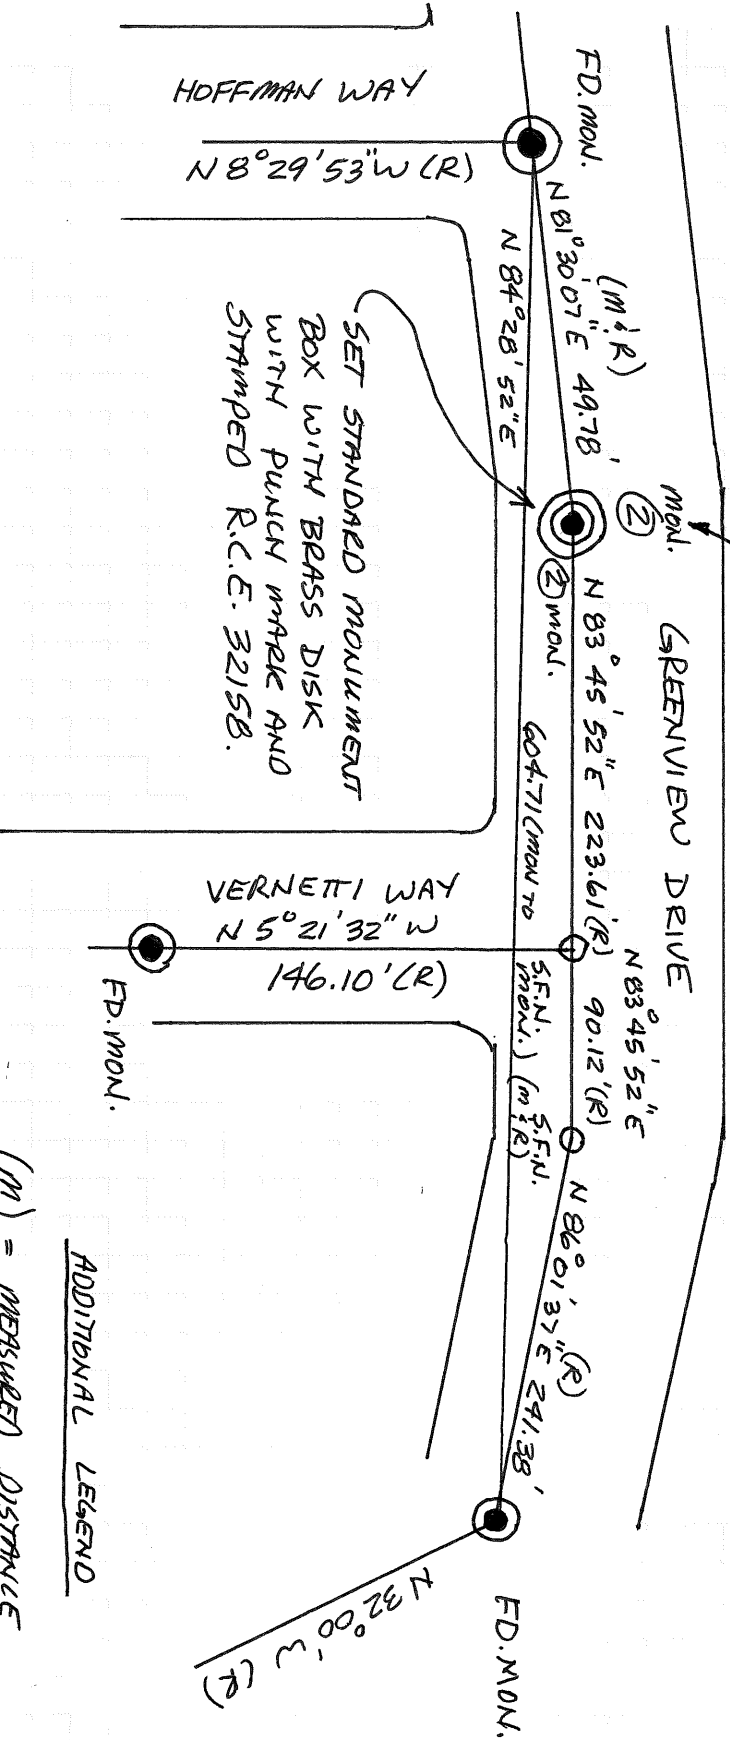 HOFFMAN WAY
N 8°29'53"W (R)
FD. MON.
(M & R)
N 81°30'07"E 49.78'
N 84°28'52"E
MON.
②
② MON.
SET STANDARD MONUMENT
BOX WITH BRASS DISK
WITH PUNCH MARK AND
STAMPED R.C.E. 32158.
GREENVIEW DRIVE
N 83°45'52"E 223.61'(R)
604.71 (MON TO
MON.) (M & R)
VERNETTI WAY
N 5°21'32" W
146.10'(R)
FD. MON.
S.F.N.
N 83°45'52"E
90.12'(R)
S.F.N.
N 86°01'37"E 241.38'
(R)
FD. MON.
N 32°00' W (R)
ADDITIONAL LEGEND
(M) = MEASURED DISTANCE